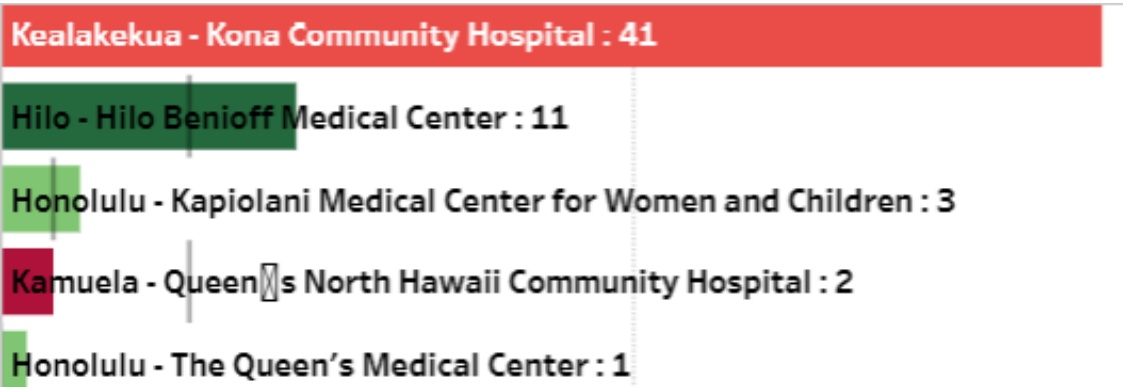 Kealakekua - Kona Community Hospital : 41
Hilo - Hilo Benioff Medical Center : 11
Honolulu - Kapiolani Medical Center for Women and Children : 3
Kamuela - Queen▯s North Hawaii Community Hospital : 2
Honolulu - The Queen’s Medical Center : 1